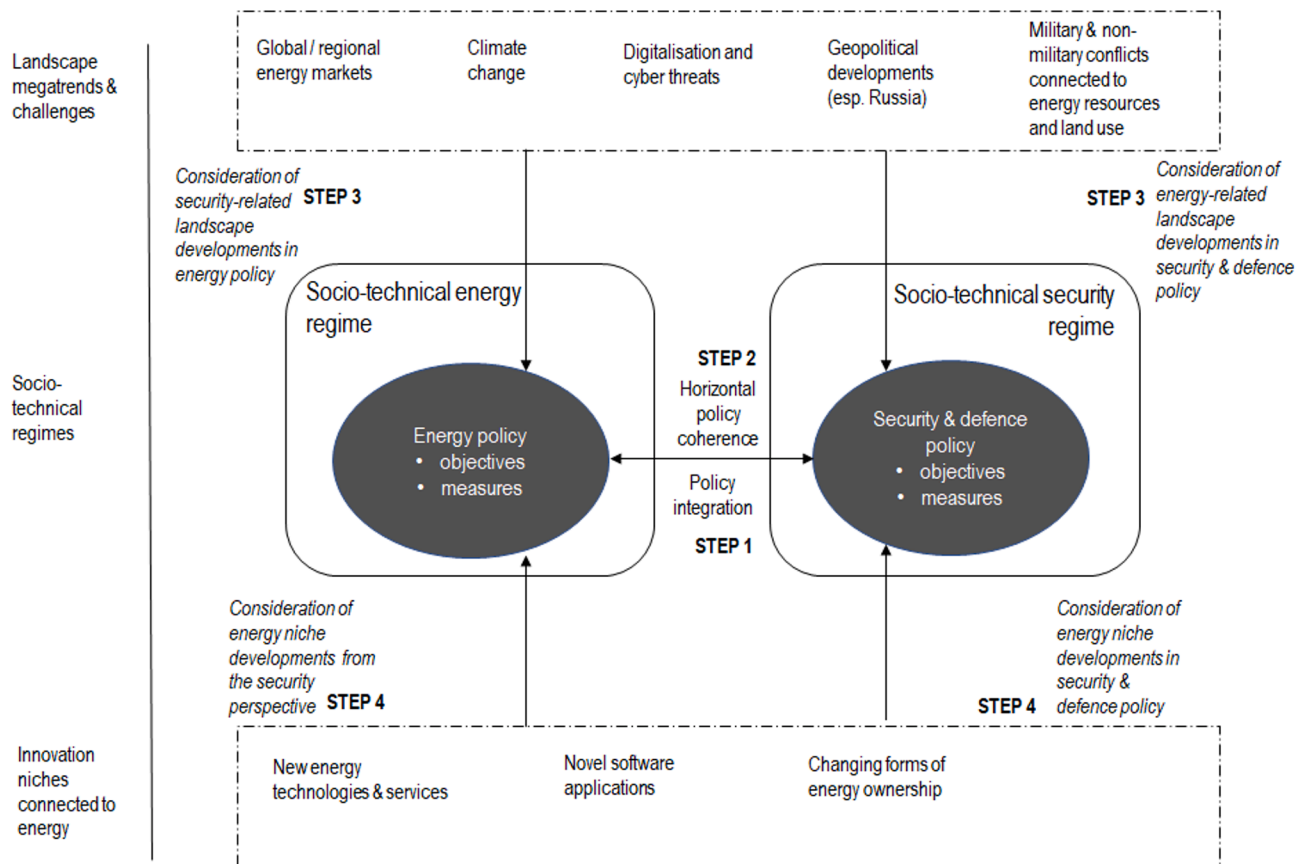 Landscape
megatrends &
challenges
Global / regional
energy markets
Climate
change
Digitalisation and
cyber threats
Geopolitical
developments
(esp. Russia)
Military & non-
military conflicts
connected to
energy resources
and land use
Consideration of
security-related
landscape
developments in
energy policy
STEP 3
STEP 3
Consideration of
energy-related
landscape
developments in
security & defence
policy
Socio-technical energy
regime
Socio-technical security
regime
Socio-
technical
regimes
STEP 2
Horizontal
policy
coherence
Energy policy
• objectives
• measures
Security & defence
policy
• objectives
• measures
Policy
integration
STEP 1
Consideration of
energy niche
developments from
the security
perspective
STEP 4
Consideration of
energy niche
developments in
security &
defence policy
STEP 4
Innovation
niches
connected to
energy
New energy
technologies & services
Novel software
applications
Changing forms of
energy ownership